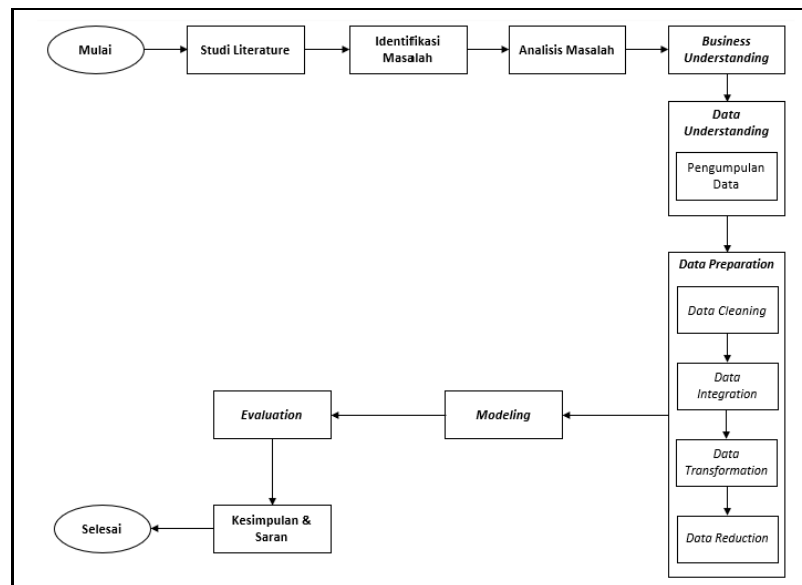 Mulai
Studi Literature
Identifikasi
Masalah
Analisis Masalah
Business
Understanding
Data
Understanding
Pengumpulan
Data
Data Preparation
Data Cleaning
Data
Integration
Data
Transformation
Data Reduction
Modeling
Evaluation
Kesimpulan &
Saran
Selesai